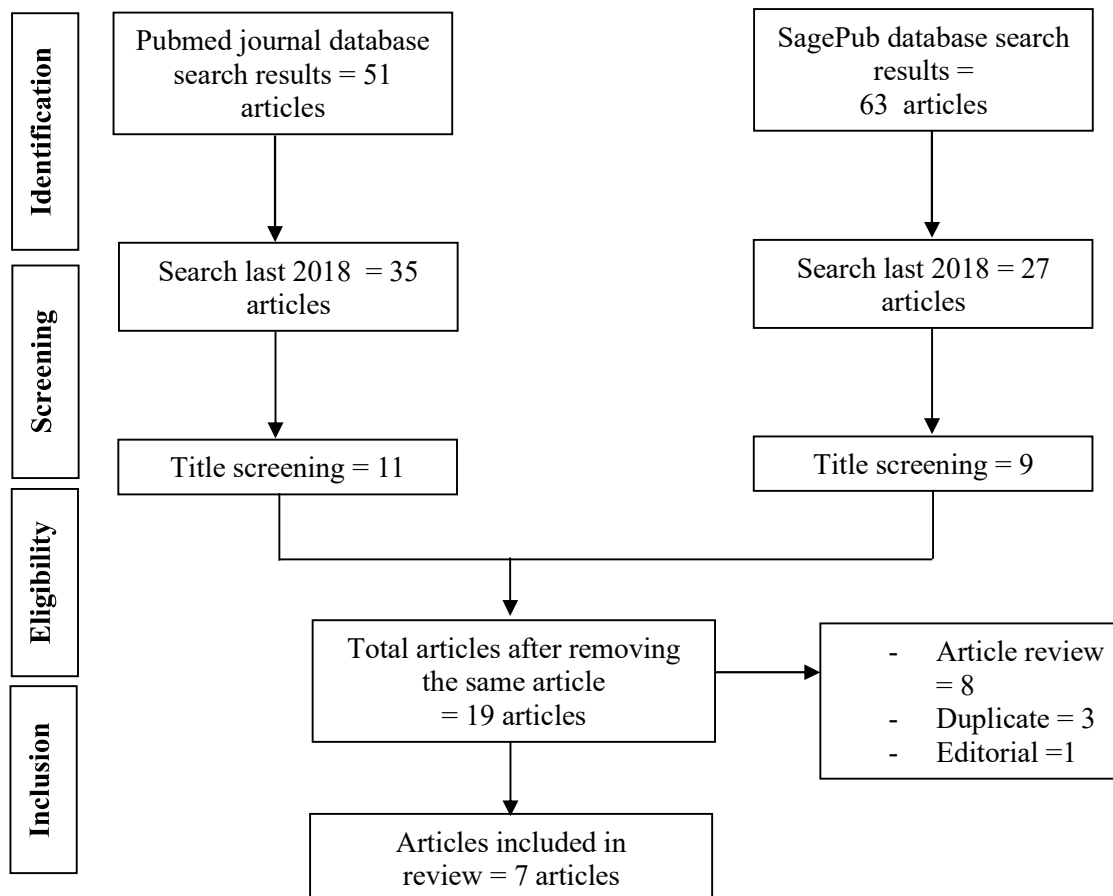 Identification
Pubmed journal database
search results = 51
articles
SagePub database search
results =
63 articles
Screening
Search last 2018 = 35
articles
Search last 2018 = 27
articles
Title screening = 11
Title screening = 9
Eligibility
Total articles after removing
the same article
= 19 articles
- Article review
= 8
- Duplicate = 3
- Editorial =1
Inclusion
Articles included in
review = 7 articles